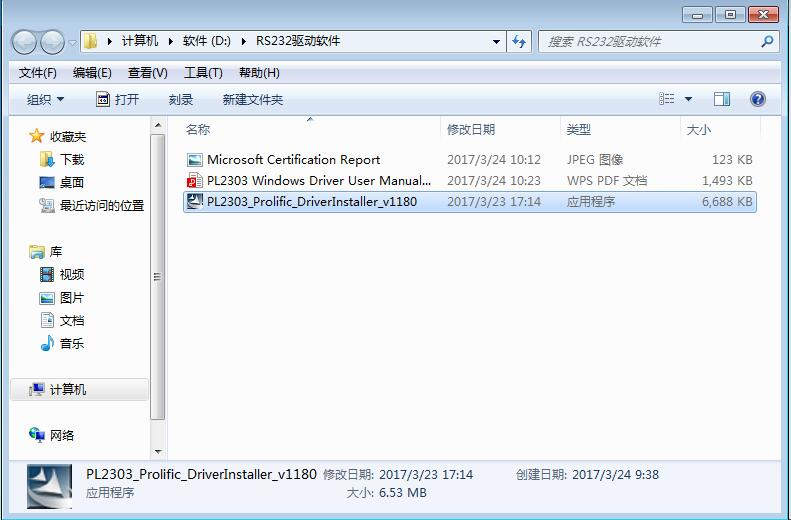 计算机 软件 (D:) RS232驱动软件 搜索 RS232驱动软件
文件(F) 编辑(E) 查看(V) 工具(T) 帮助(H)
组织 打开 刻录 新建文件夹
名称 修改日期 类型 大小
收藏夹
下载
桌面
最近访问的位置
库
视频
图片
文档
音乐
计算机
网络
Microsoft Certification Report 2017/3/24 10:12 JPEG 图像 123 KB
PL2303 Windows Driver User Manual... 2017/3/24 10:23 WPS PDF 文档 1,493 KB
PL2303_Prolific_DriverInstaller_v1180 2017/3/23 17:14 应用程序 6,688 KB
PL2303_Prolific_DriverInstaller_v1180 修改日期: 2017/3/23 17:14 创建日期: 2017/3/24 9:38
应用程序 大小: 6.53 MB